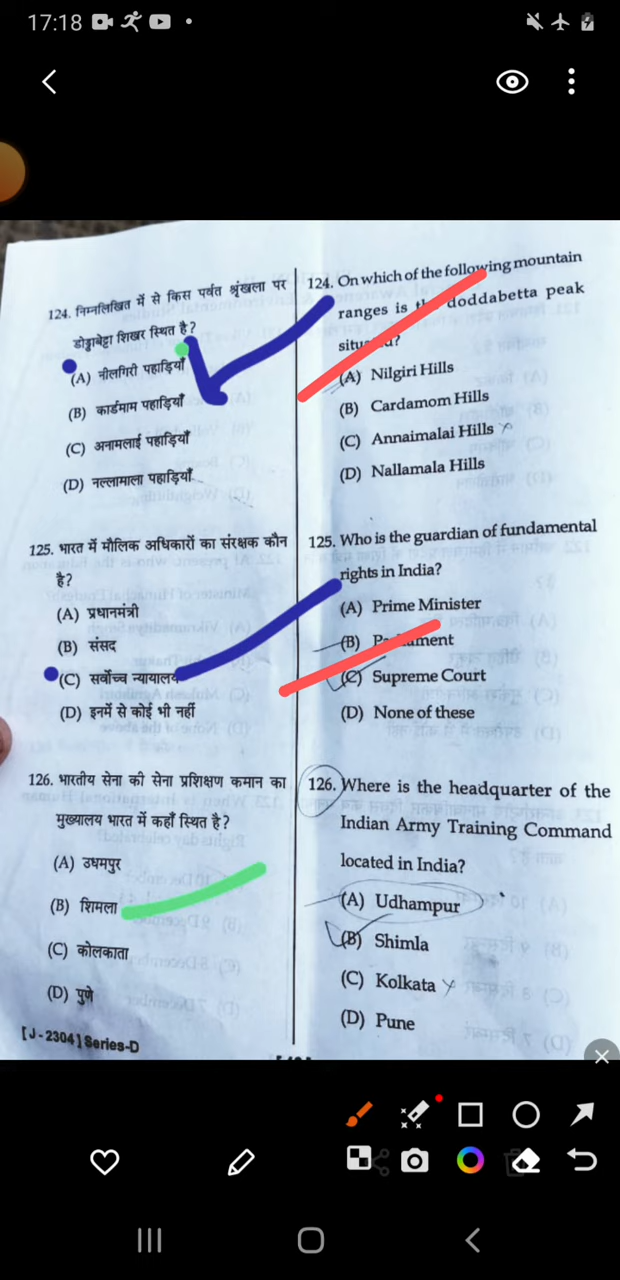 17:18
124. निम्नलिखित में से किस पर्वत श्रृंखला पर
डोड्डाबेट्टा शिखर स्थित है?
(A) नीलगिरी पहाड़ियाँ
(B) कार्डमाम पहाड़ियाँ
(C) अनामलाई पहाड़ियाँ
(D) नल्लामाला पहाड़ियाँ
125. भारत में मौलिक अधिकारों का संरक्षक कौन
है?
(A) प्रधानमंत्री
(B) संसद
(C) सर्वोच्च न्यायालय
(D) इनमें से कोई भी नहीं
126. भारतीय सेना की सेना प्रशिक्षण कमान का
मुख्यालय भारत में कहाँ स्थित है?
(A) उधमपुर
(B) शिमला
(C) कोलकाता
(D) पुणे
[J-2304] Series-D
124. On which of the following mountain
ranges is doddabetta peak
(A) Nilgiri Hills
(B) Cardamom Hills
(C) Annaimalai Hills
(D) Nallamala Hills
125. Who is the guardian of fundamental
rights in India?
(A) Prime Minister
(B)
(C) Supreme Court
(D) None of these
126. Where is the headquarter of the
Indian Army Training Command
located in India?
(A) Udhampur
(B) Shimla
(C) Kolkata
(D) Pune